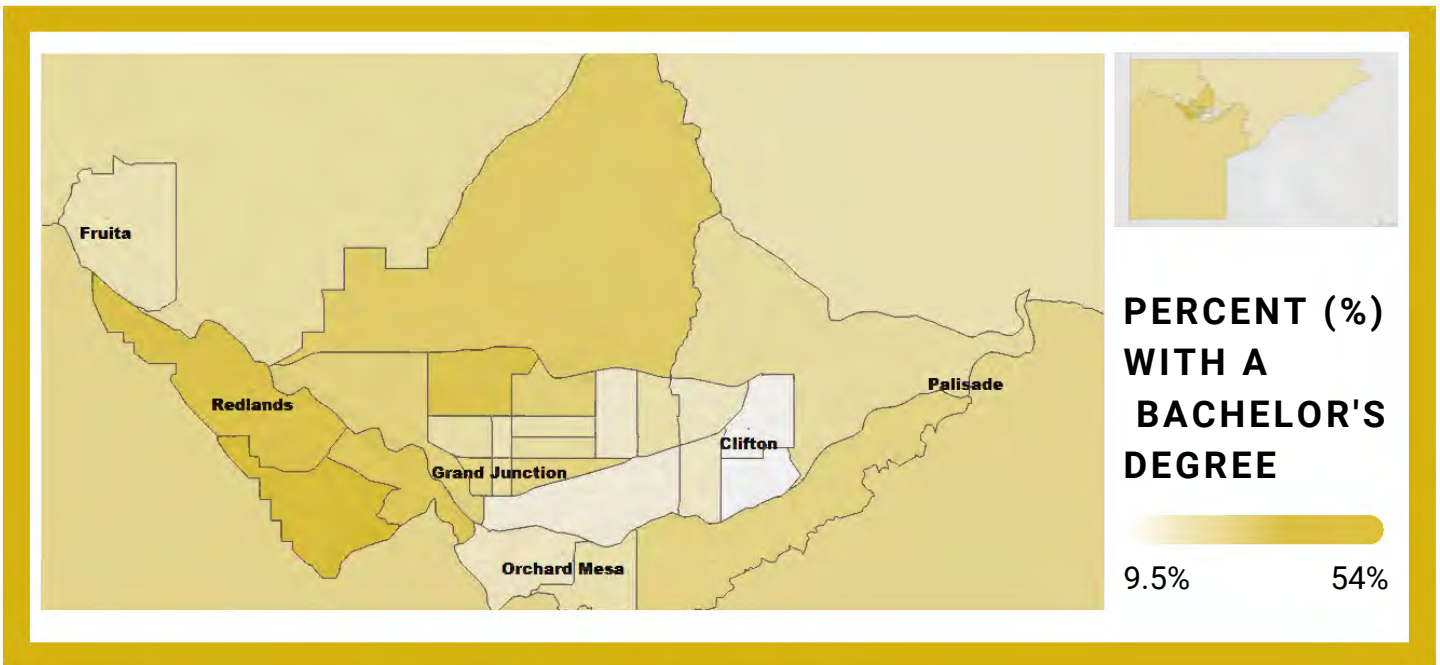 Fruita
Redlands
Palisade
Clifton
Grand Junction
Orchard Mesa
PERCENT (%)
WITH A
BACHELOR'S
DEGREE
9.5% 54%